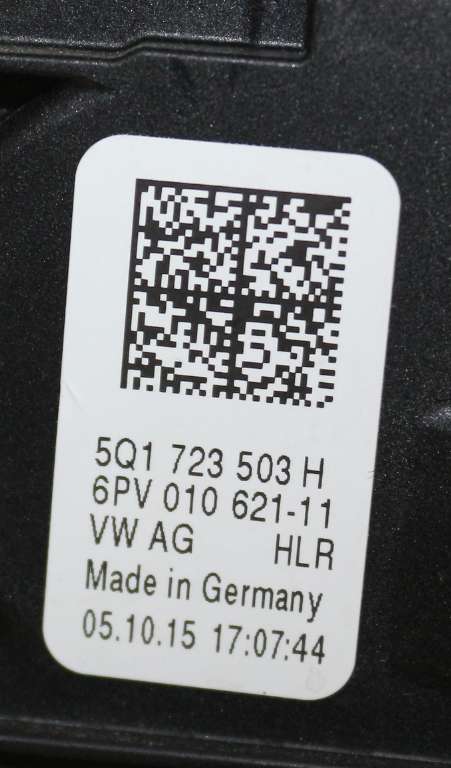 5Q1 723 503 H
6PV 010 621-11
VW AG HLR
Made in Germany
05.10.15 17:07:44